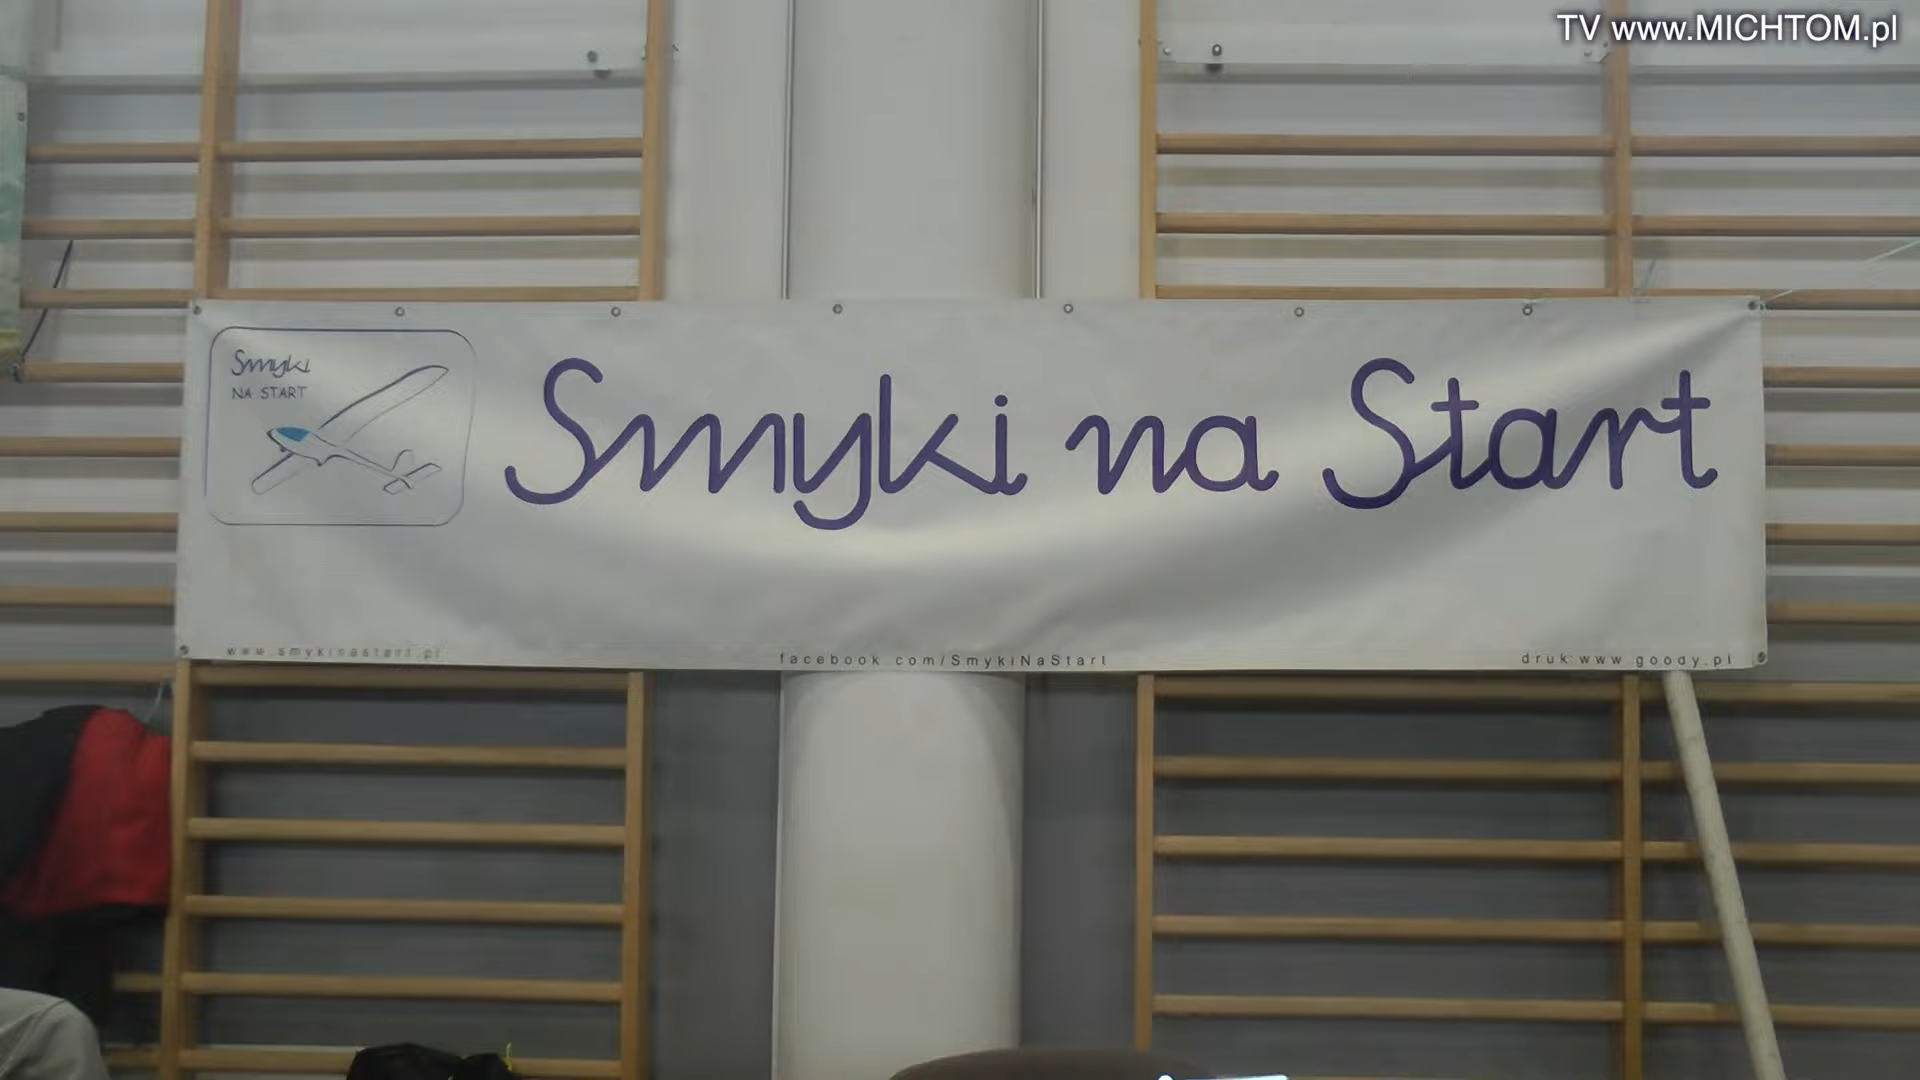 TV www.MICHTOM.pl
Smyki
NA START
Smyki na Start
www.smykinastart.pl
facebook.com/SmykiNaStart
druk:www.goody.pl